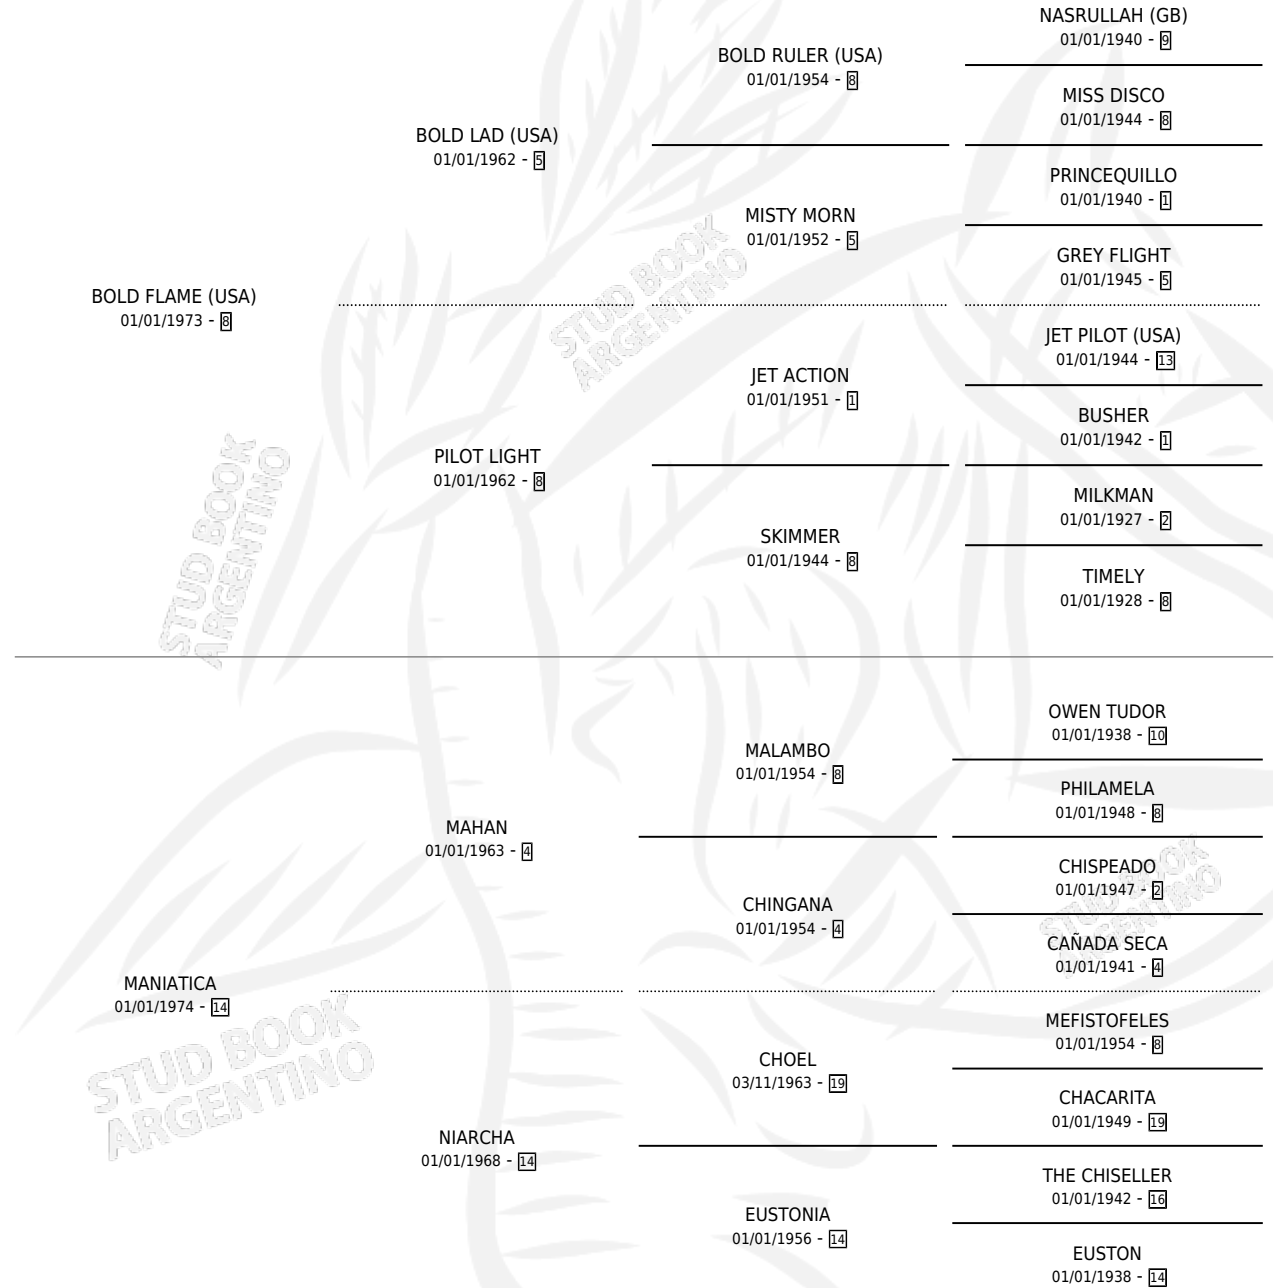 NASRULLAH (GB)
01/01/1940 - 9
BOLD RULER (USA)
01/01/1954 - 8
MISS DISCO
01/01/1944 - 8
BOLD LAD (USA)
01/01/1962 - 5
PRINCEQUILLO
01/01/1940 - 1
MISTY MORN
01/01/1952 - 5
GREY FLIGHT
01/01/1945 - 5
BOLD FLAME (USA)
01/01/1973 - 8
JET PILOT (USA)
01/01/1944 - 13
JET ACTION
01/01/1951 - 1
BUSHER
01/01/1942 - 1
PILOT LIGHT
01/01/1962 - 8
MILKMAN
01/01/1927 - 2
SKIMMER
01/01/1944 - 8
TIMELY
01/01/1928 - 8
OWEN TUDOR
01/01/1938 - 10
MALAMBO
01/01/1954 - 8
PHILAMELA
01/01/1948 - 8
MAHAN
01/01/1963 - 4
CHISPEADO
01/01/1947 - 2
CHINGANA
01/01/1954 - 4
CAÑADA SECA
01/01/1941 - 4
MANIATICA
01/01/1974 - 14
MEFISTOFELES
01/01/1954 - 8
CHOEL
03/11/1963 - 19
CHACARITA
01/01/1949 - 19
NIARCHA
01/01/1968 - 14
THE CHISELLER
01/01/1942 - 16
EUSTONIA
01/01/1956 - 14
EUSTON
01/01/1938 - 14
STUD BOOK
ARGENTINO
STUD BOOK
ARGENTINO
STUD BOOK
ARGENTINO
STUD BOOK
ARGENTINO